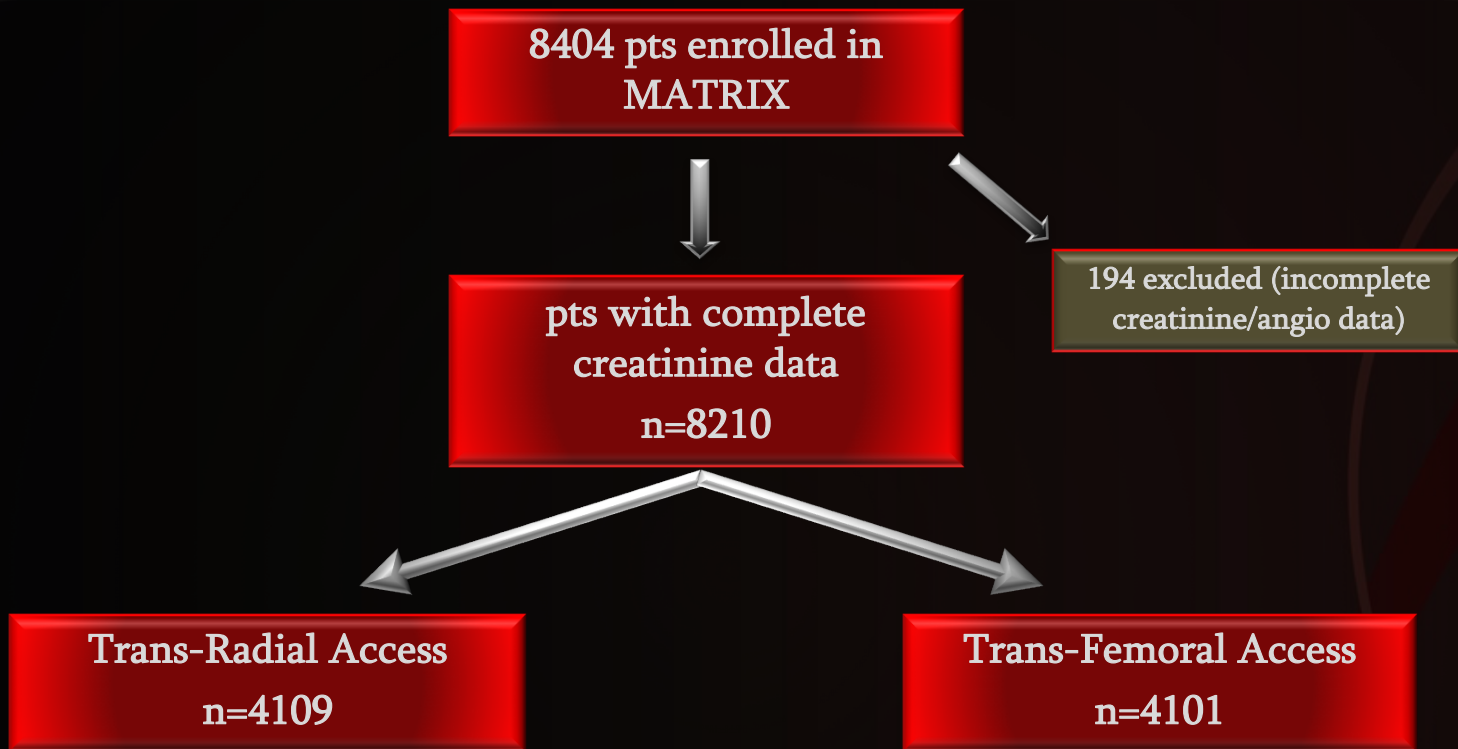 8404 pts enrolled in
MATRIX
194 excluded (incomplete
creatinine/angio data)
pts with complete
creatinine data
n=8210
Trans-Radial Access
n=4109
Trans-Femoral Access
n=4101